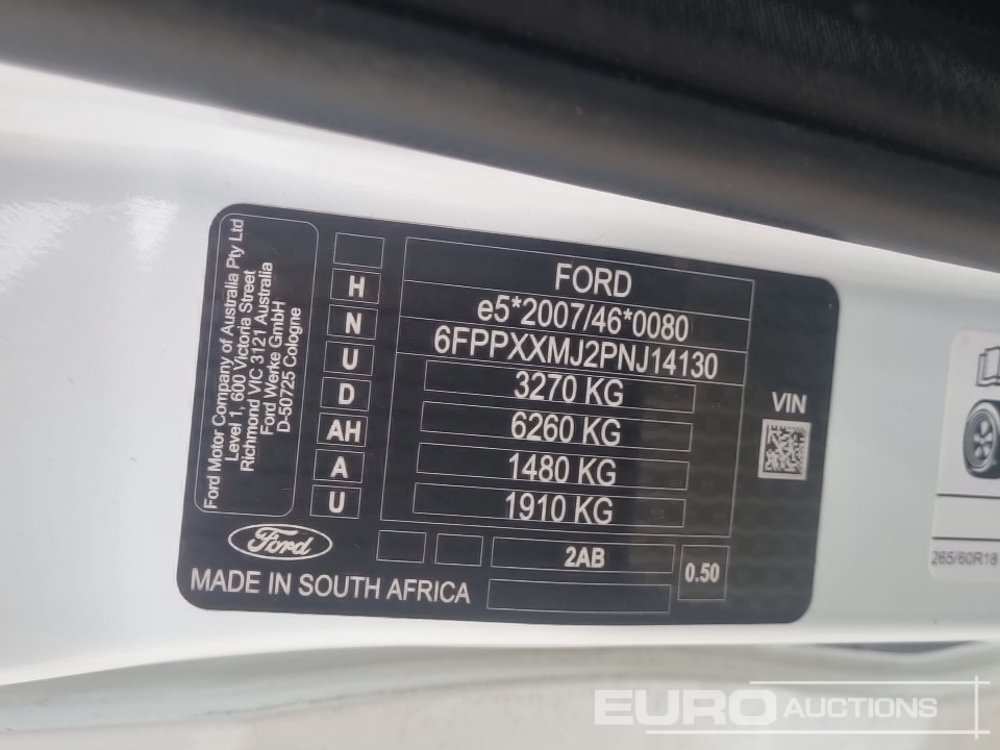 Ford Motor Company of Australia Pty Ltd
Level 1, 600 Victoria Street
Richmond VIC 3121 Australia
Ford Werke GmbH
D-50725 Cologne
H
N
U
D
AH
A
U
FORD
e5*2007/46*0080
6FPPXXMJ2PNJ14130
3270 KG
6260 KG
1480 KG
1910 KG
VIN
Ford
2AB
0.50
MADE IN SOUTH AFRICA
265/60R18
EURO AUCTIONS